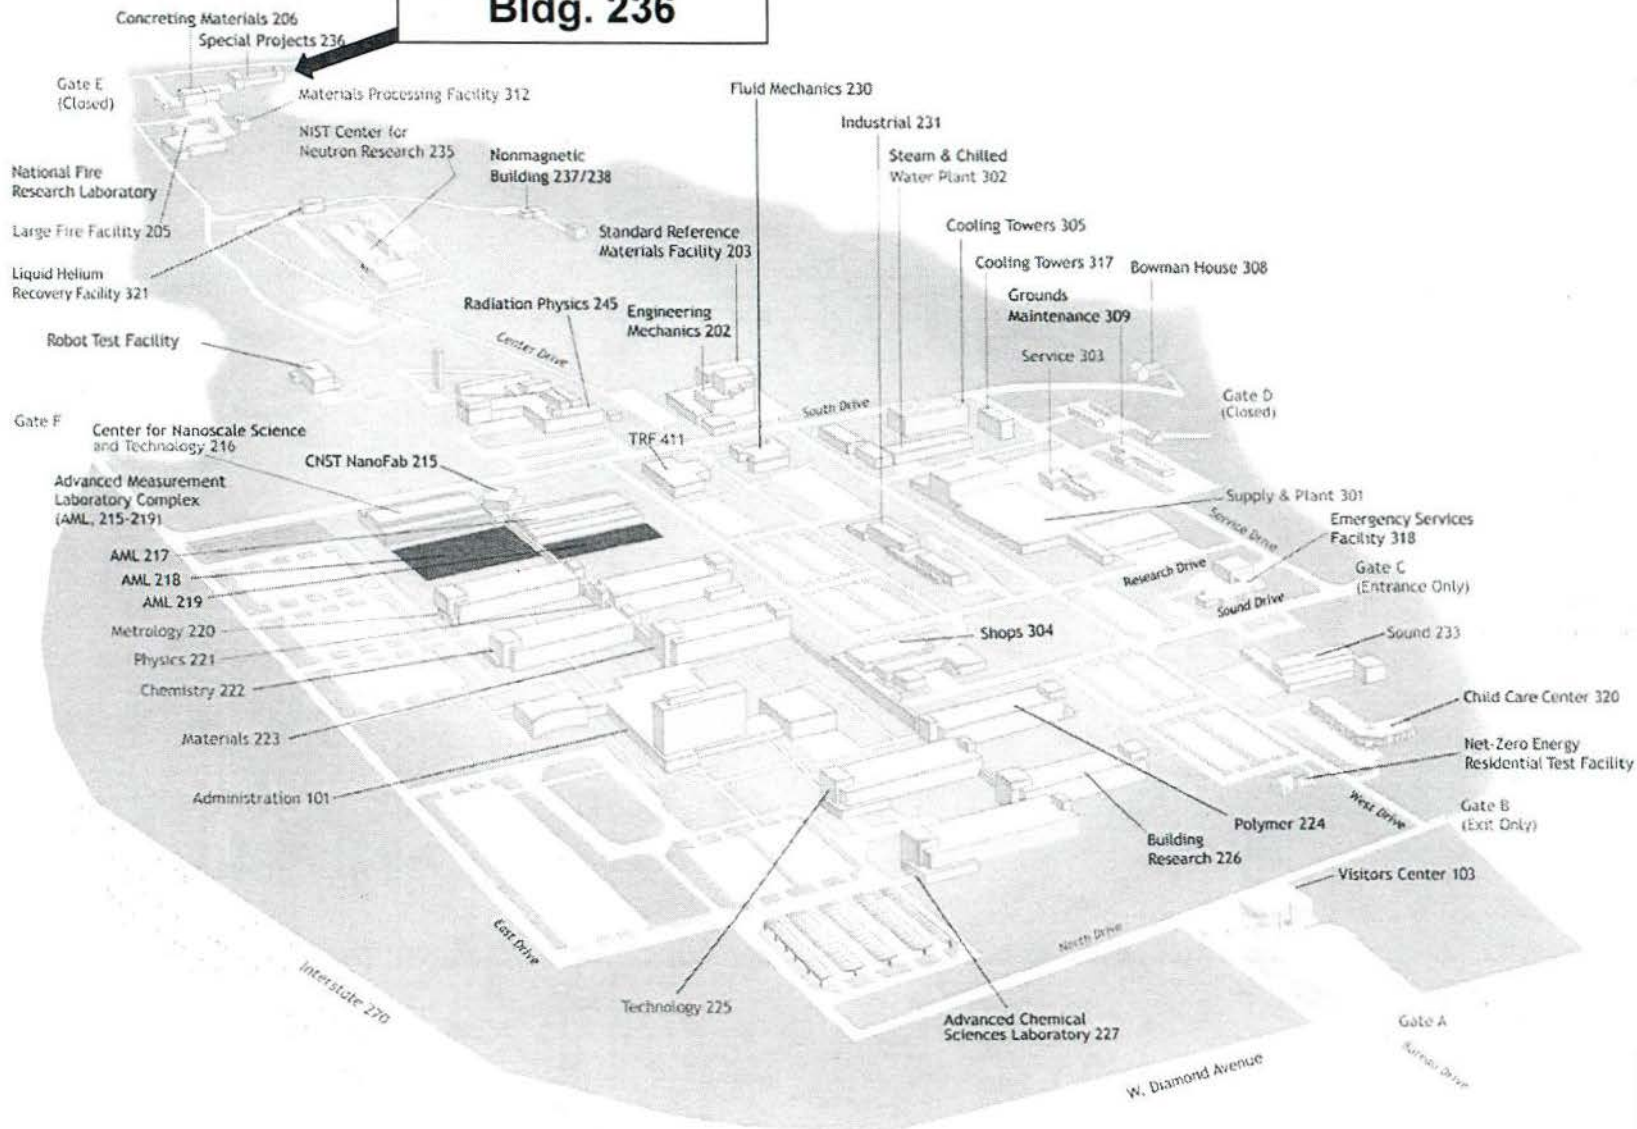 Bldg. 236
Concreting Materials 206
Special Projects 236
Gate E
(Closed)
Materials Processing Facility 312
Fluid Mechanics 230
Industrial 231
NIST Center for
Neutron Research 235
Nonmagnetic
Building 237/238
Steam & Chilled
Water Plant 302
National Fire
Research Laboratory
Large Fire Facility 205
Standard Reference
Materials Facility 203
Cooling Towers 305
Cooling Towers 317
Bowman House 308
Liquid Helium
Recovery Facility 321
Radiation Physics 245
Engineering
Mechanics 202
Grounds
Maintenance 309
Robot Test Facility
Center Drive
Service 303
Gate D
(Closed)
South Drive
Gate F
Center for Nanoscale Science
and Technology 216
TRF 411
CNST NanoFab 215
Advanced Measurement
Laboratory Complex
(AML, 215-219)
Supply & Plant 301
Service Drive
Emergency Services
Facility 318
AML 217
AML 218
AML 219
Research Drive
Gate C
(Entrance Only)
Sound Drive
Metrology 220
Shops 304
Sound 233
Physics 221
Chemistry 222
Child Care Center 320
Materials 223
Net-Zero Energy
Residential Test Facility
Administration 101
West Drive
Gate B
(Exit Only)
Polymer 224
Building
Research 226
Visitors Center 103
East Drive
North Drive
Interstate 270
Technology 225
Advanced Chemical
Sciences Laboratory 227
Gate A
Bureau Drive
W. Diamond Avenue